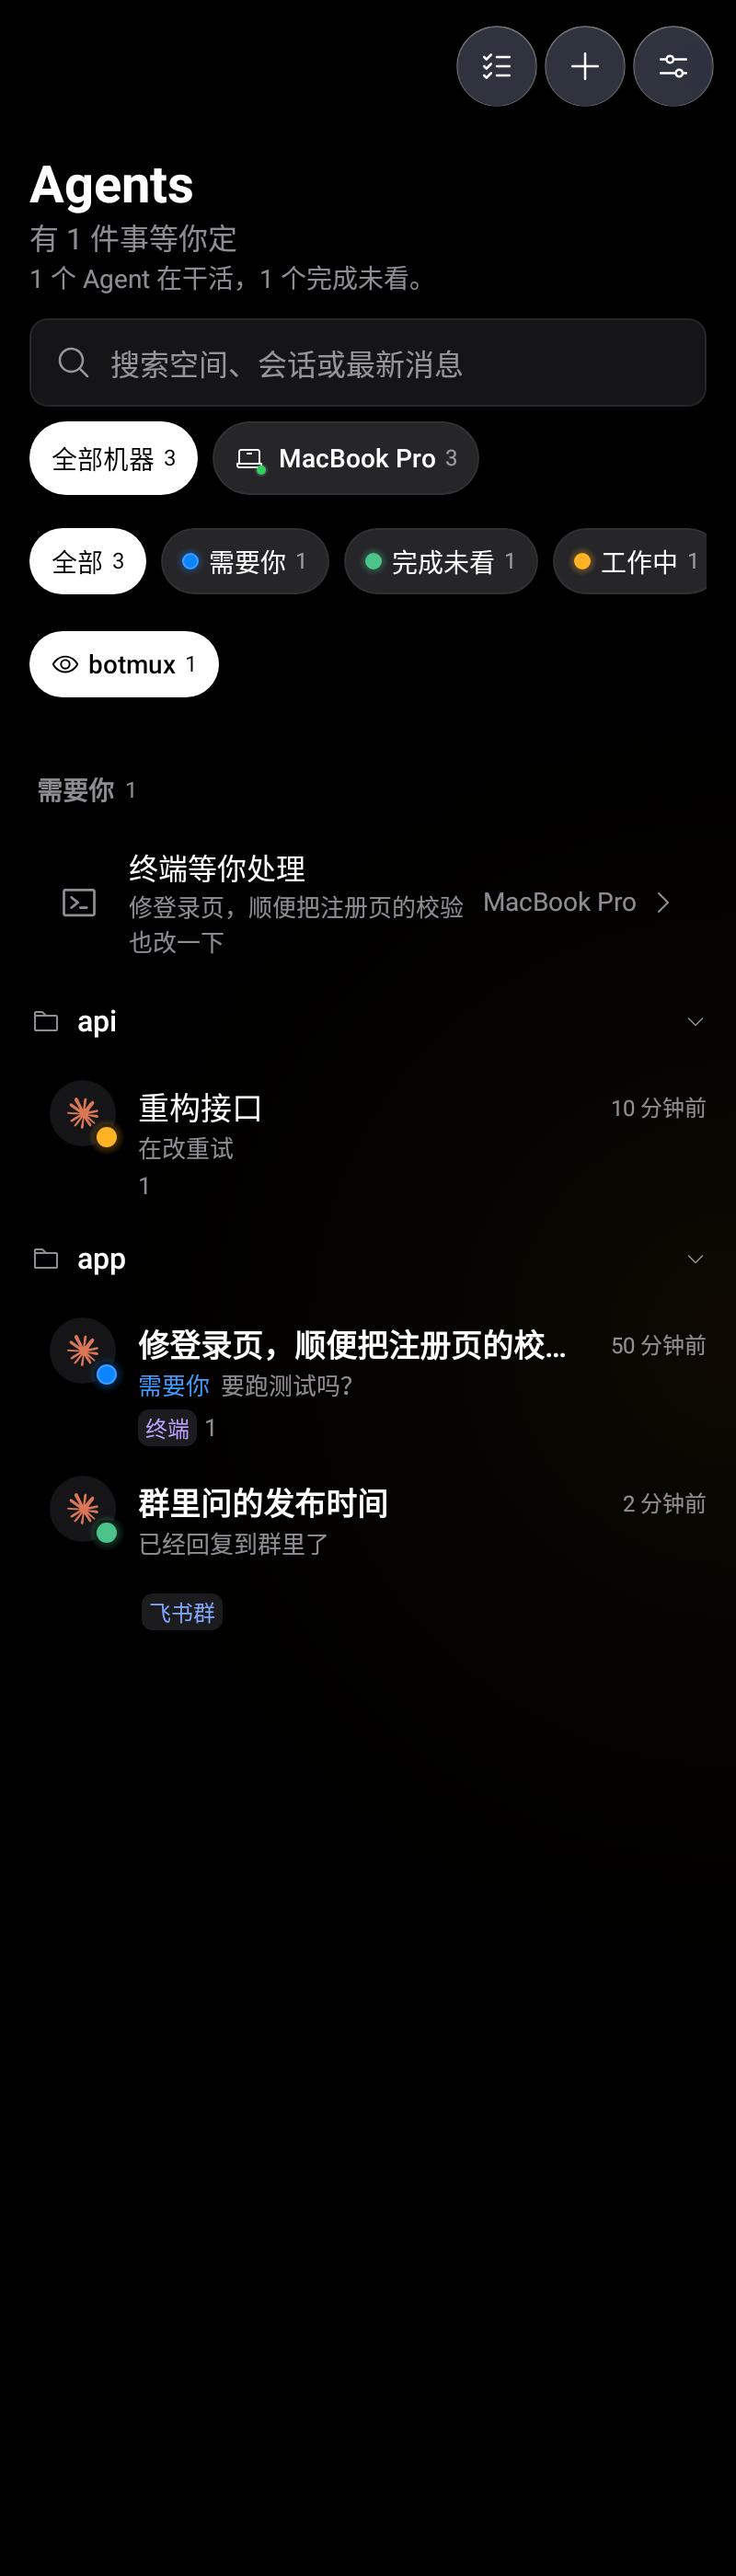 Agents
有 1 件事等你定
1 个 Agent 在干活，1 个完成未看。
搜索空间、会话或最新消息
全部机器 3
MacBook Pro 3
全部 3
需要你 1
完成未看 1
工作中 1
botmux 1
需要你 1
终端等你处理
修登录页，顺便把注册页的校验
也改一下
MacBook Pro
api
重构接口
10 分钟前
在改重试
1
app
修登录页，顺便把注册页的校...
50 分钟前
需要你 要跑测试吗？
终端 1
群里问的发布时间
2 分钟前
已经回复到群里了
飞书群